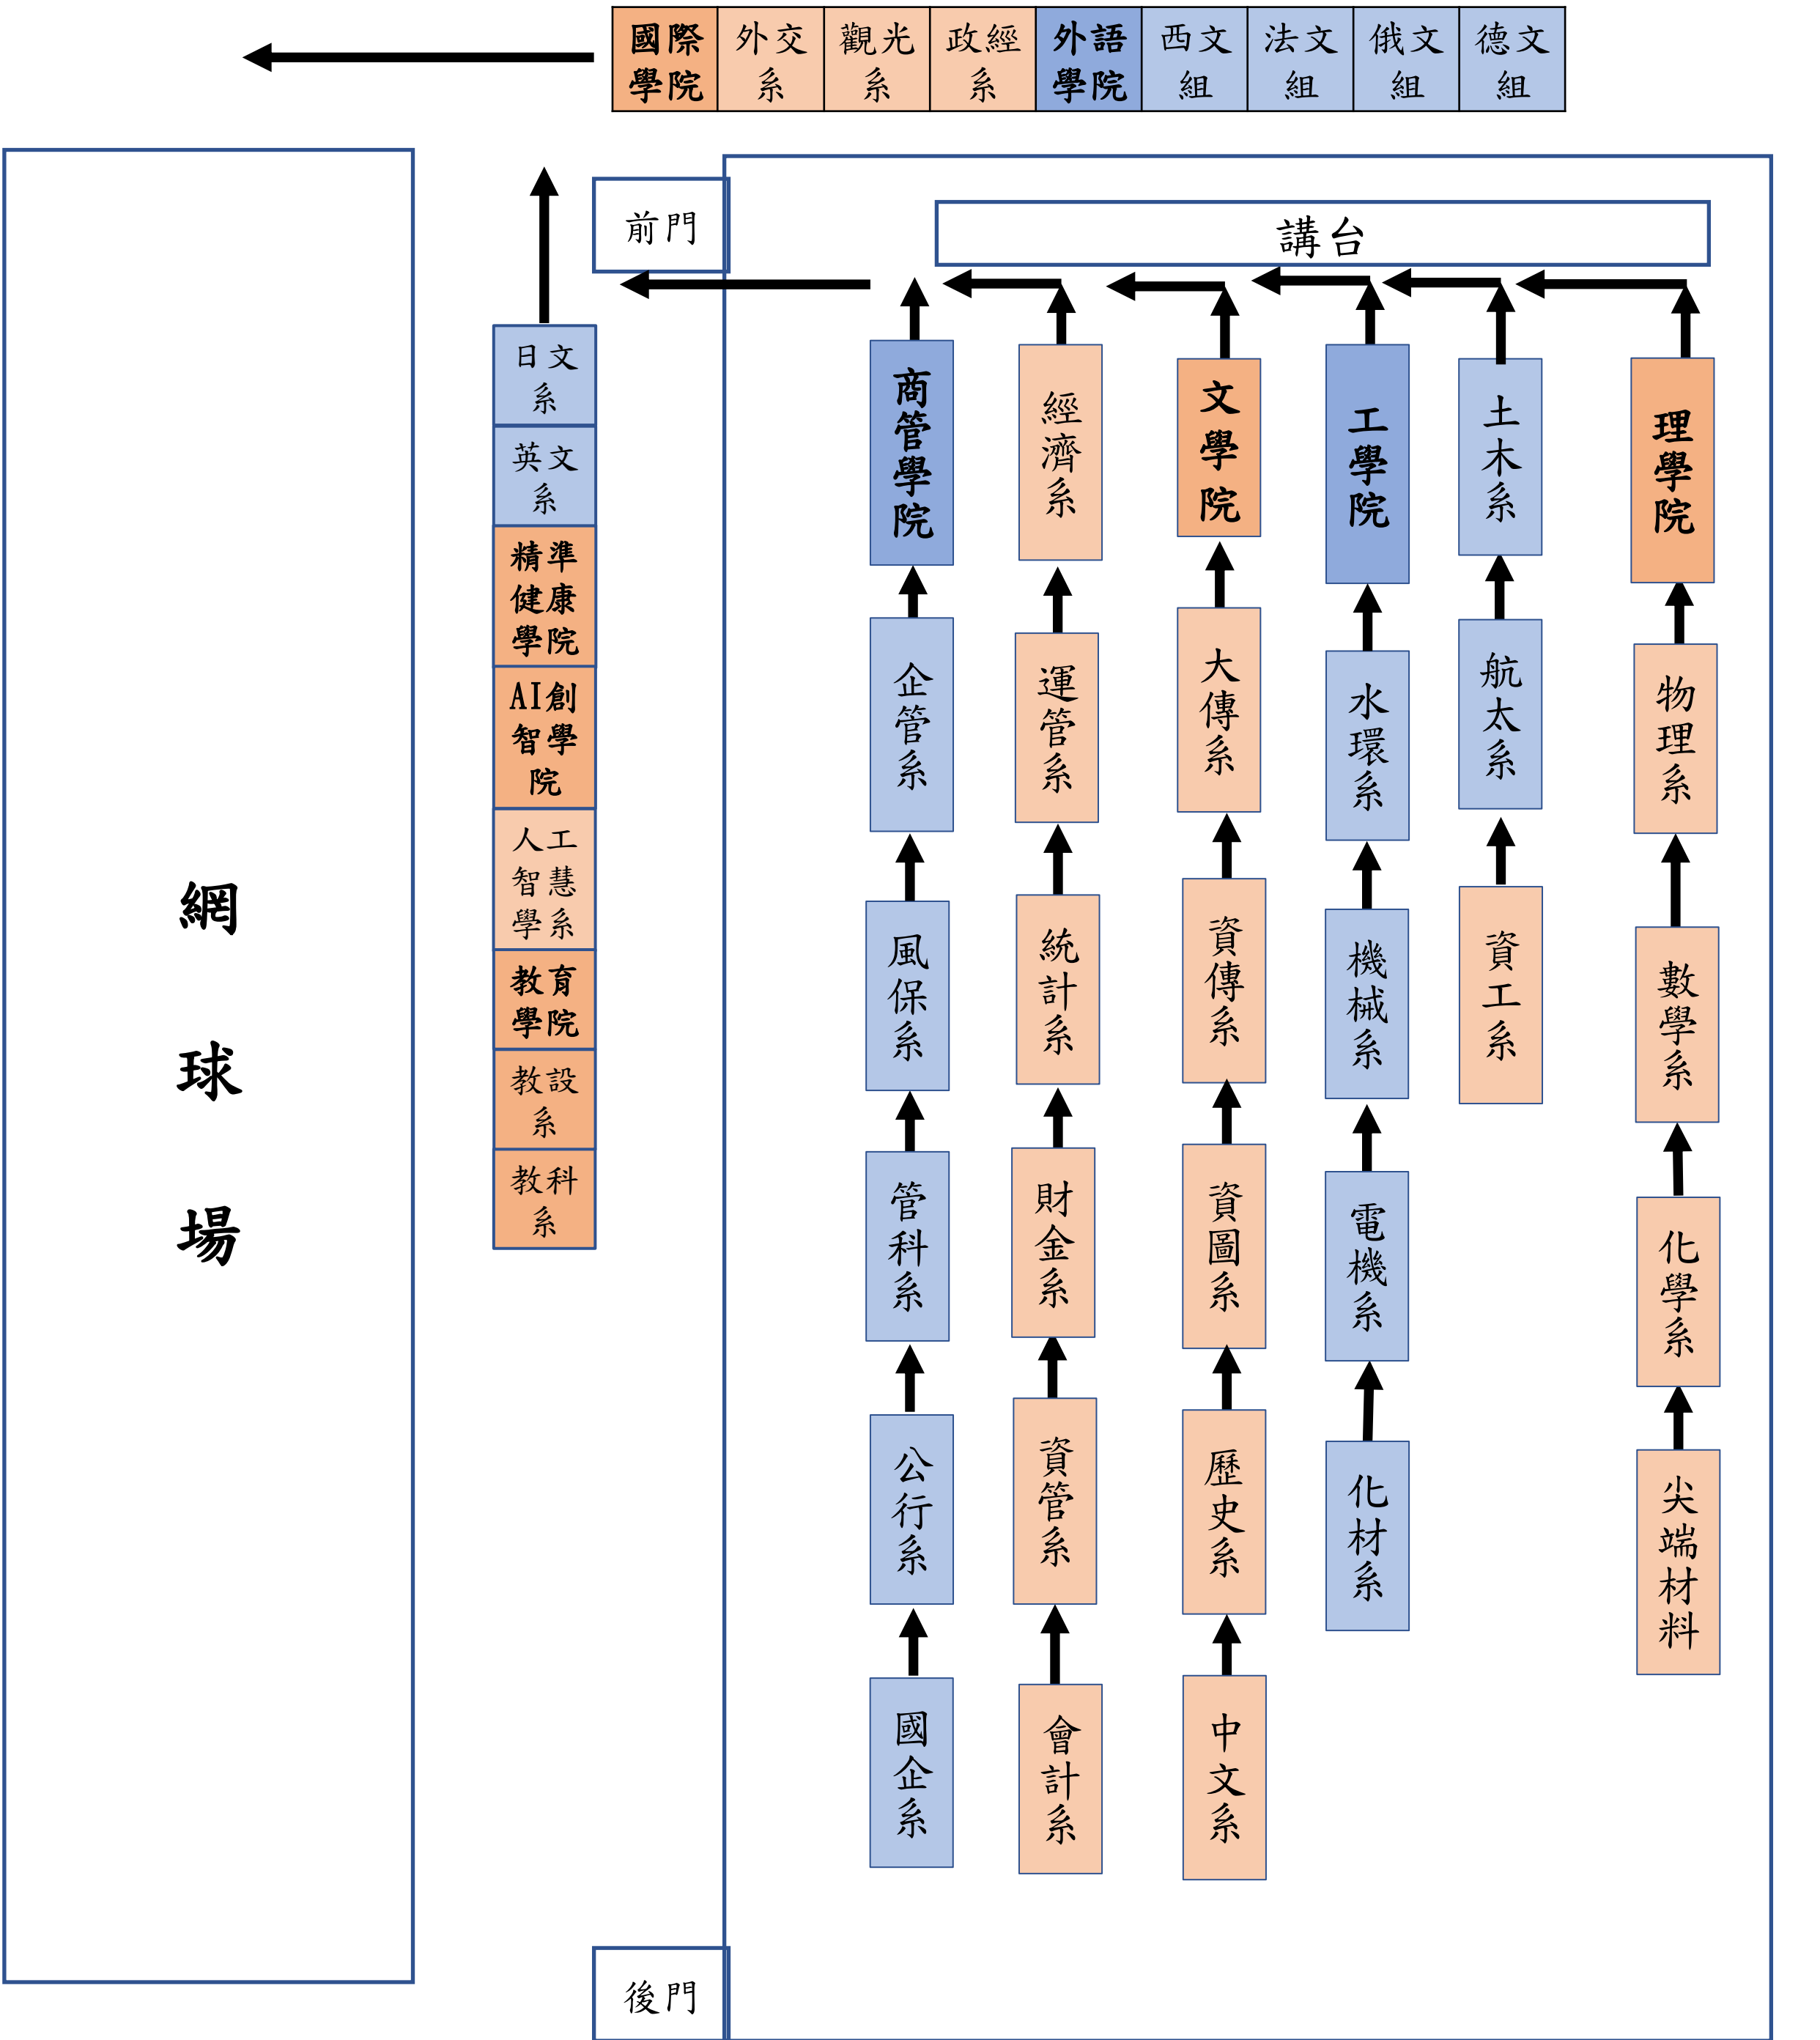 國際
學院
外交
系
觀光
系
政經
系
外語
學院
西文
組
法文
組
俄文
組
德文
組
網球場
前門
講台
日文
系
英文
系
精準
健康
學院
AI創
智學
院
人工
智慧
學系
教育
學院
教設
系
教科
系
商管學院
企管系
風保系
管科系
公行系
國企系
經濟系
運管系
統計系
財金系
資管系
會計系
文學院
大傳系
資傳系
資圖系
歷史系
中文系
工學院
水環系
機械系
電機系
化材系
土木系
航太系
資工系
理學院
物理系
數學系
化學系
尖端材料
後門